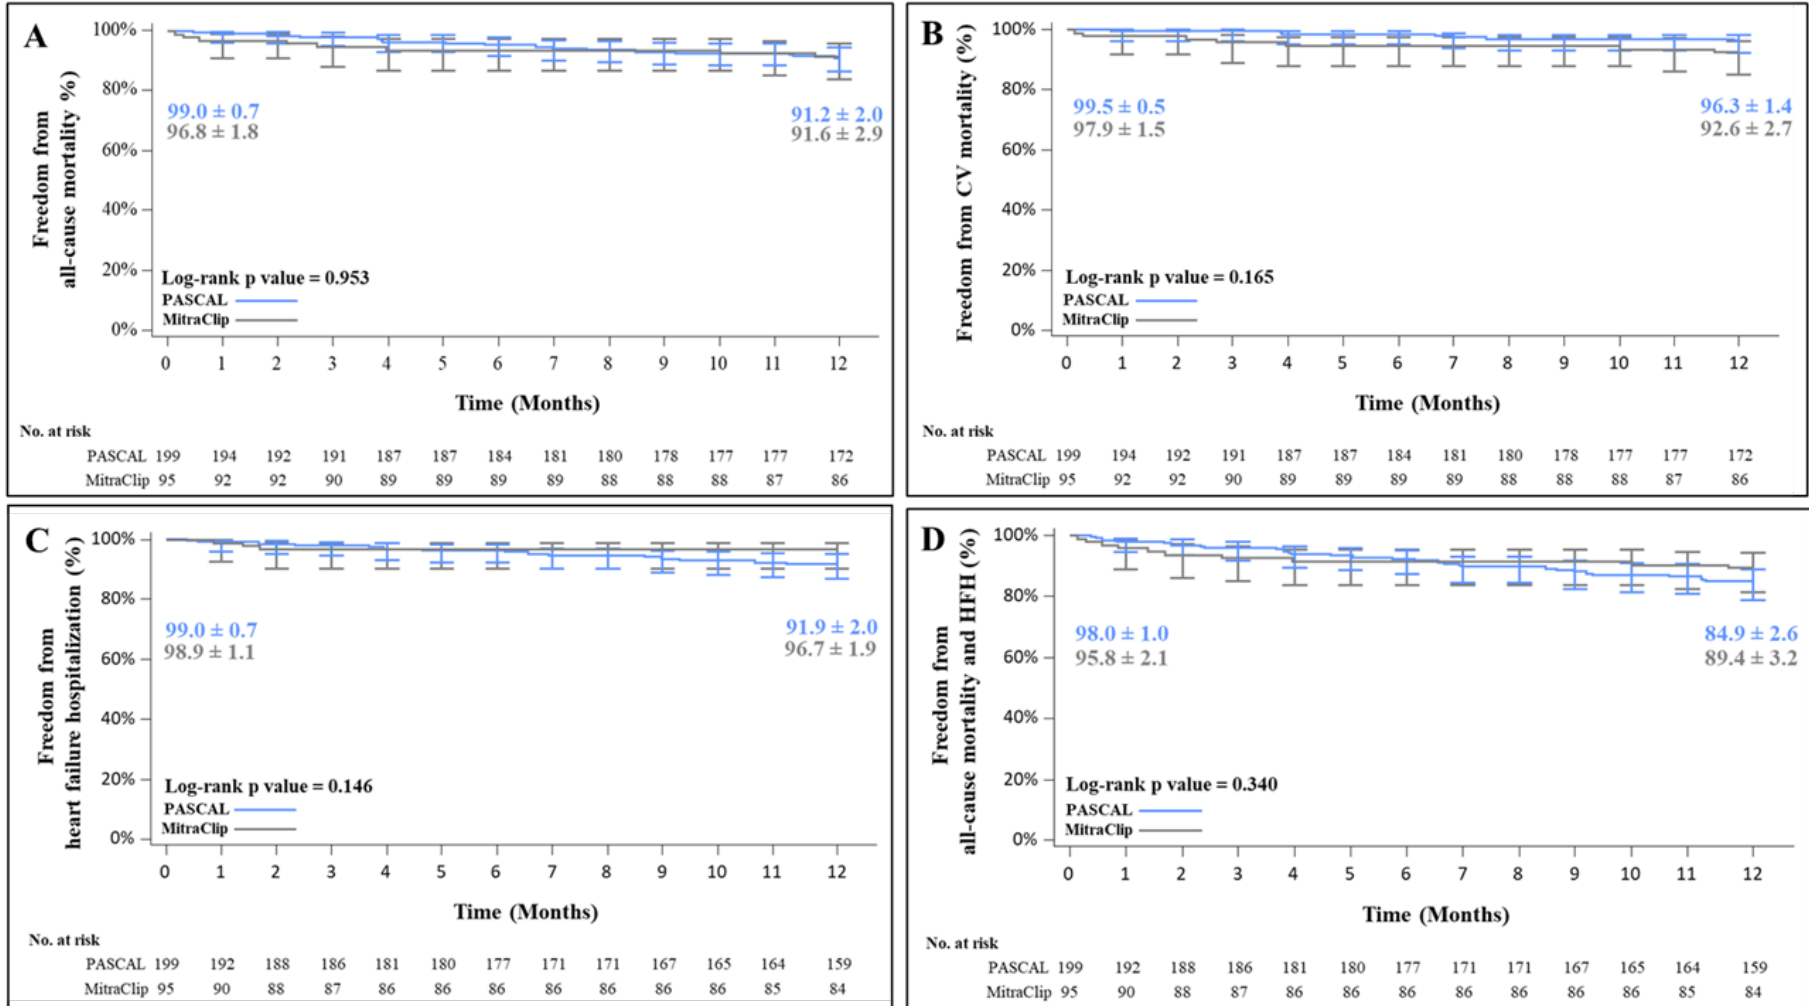 A
Freedom from
all-cause mortality %)
100%
80%
60%
40%
20%
0%
99.0 ± 0.7
96.8 ± 1.8
91.2 ± 2.0
91.6 ± 2.9
Log-rank p value = 0.953
PASCAL
MitraClip
0 1 2 3 4 5 6 7 8 9 10 11 12
Time (Months)
No. at risk
PASCAL 199 194 192 191 187 187 184 181 180 178 177 177 172
MitraClip 95 92 92 90 89 89 89 89 88 88 88 87 86
B
Freedom from CV mortality (%)
100%
80%
60%
40%
20%
0%
99.5 ± 0.5
97.9 ± 1.5
96.3 ± 1.4
92.6 ± 2.7
Log-rank p value = 0.165
PASCAL
MitraClip
0 1 2 3 4 5 6 7 8 9 10 11 12
Time (Months)
No. at risk
PASCAL 199 194 192 191 187 187 184 181 180 178 177 177 172
MitraClip 95 92 92 90 89 89 89 89 88 88 88 87 86
C
Freedom from
heart failure hospitalization (%)
100%
80%
60%
40%
20%
0%
99.0 ± 0.7
98.9 ± 1.1
91.9 ± 2.0
96.7 ± 1.9
Log-rank p value = 0.146
PASCAL
MitraClip
0 1 2 3 4 5 6 7 8 9 10 11 12
Time (Months)
No. at risk
PASCAL 199 192 188 186 181 180 177 171 171 167 165 164 159
MitraClip 95 90 88 87 86 86 86 86 86 86 86 85 84
D
Freedom from
all-cause mortality and HFH (%)
100%
80%
60%
40%
20%
0%
98.0 ± 1.0
95.8 ± 2.1
84.9 ± 2.6
89.4 ± 3.2
Log-rank p value = 0.340
PASCAL
MitraClip
0 1 2 3 4 5 6 7 8 9 10 11 12
Time (Months)
No. at risk
PASCAL 199 192 188 186 181 180 177 171 171 167 165 164 159
MitraClip 95 90 88 87 86 86 86 86 86 86 86 85 84